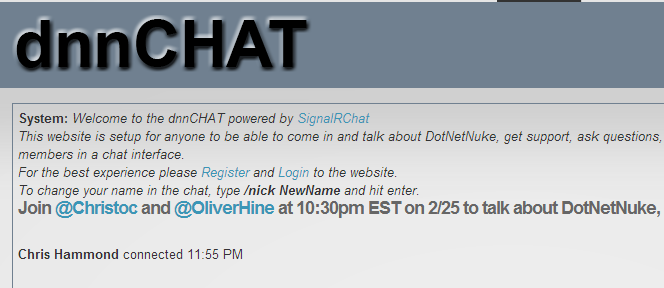 dnnCHAT
System: Welcome to the dnnCHAT powered by SignalRChat
This website is setup for anyone to be able to come in and talk about DotNetNuke, get support, ask questions,
members in a chat interface.
For the best experience please Register and Login to the website.
To change your name in the chat, type /nick NewName and hit enter.
Join @Christoc and @OliverHine at 10:30pm EST on 2/25 to talk about DotNetNuke,
Chris Hammond connected 11:55 PM